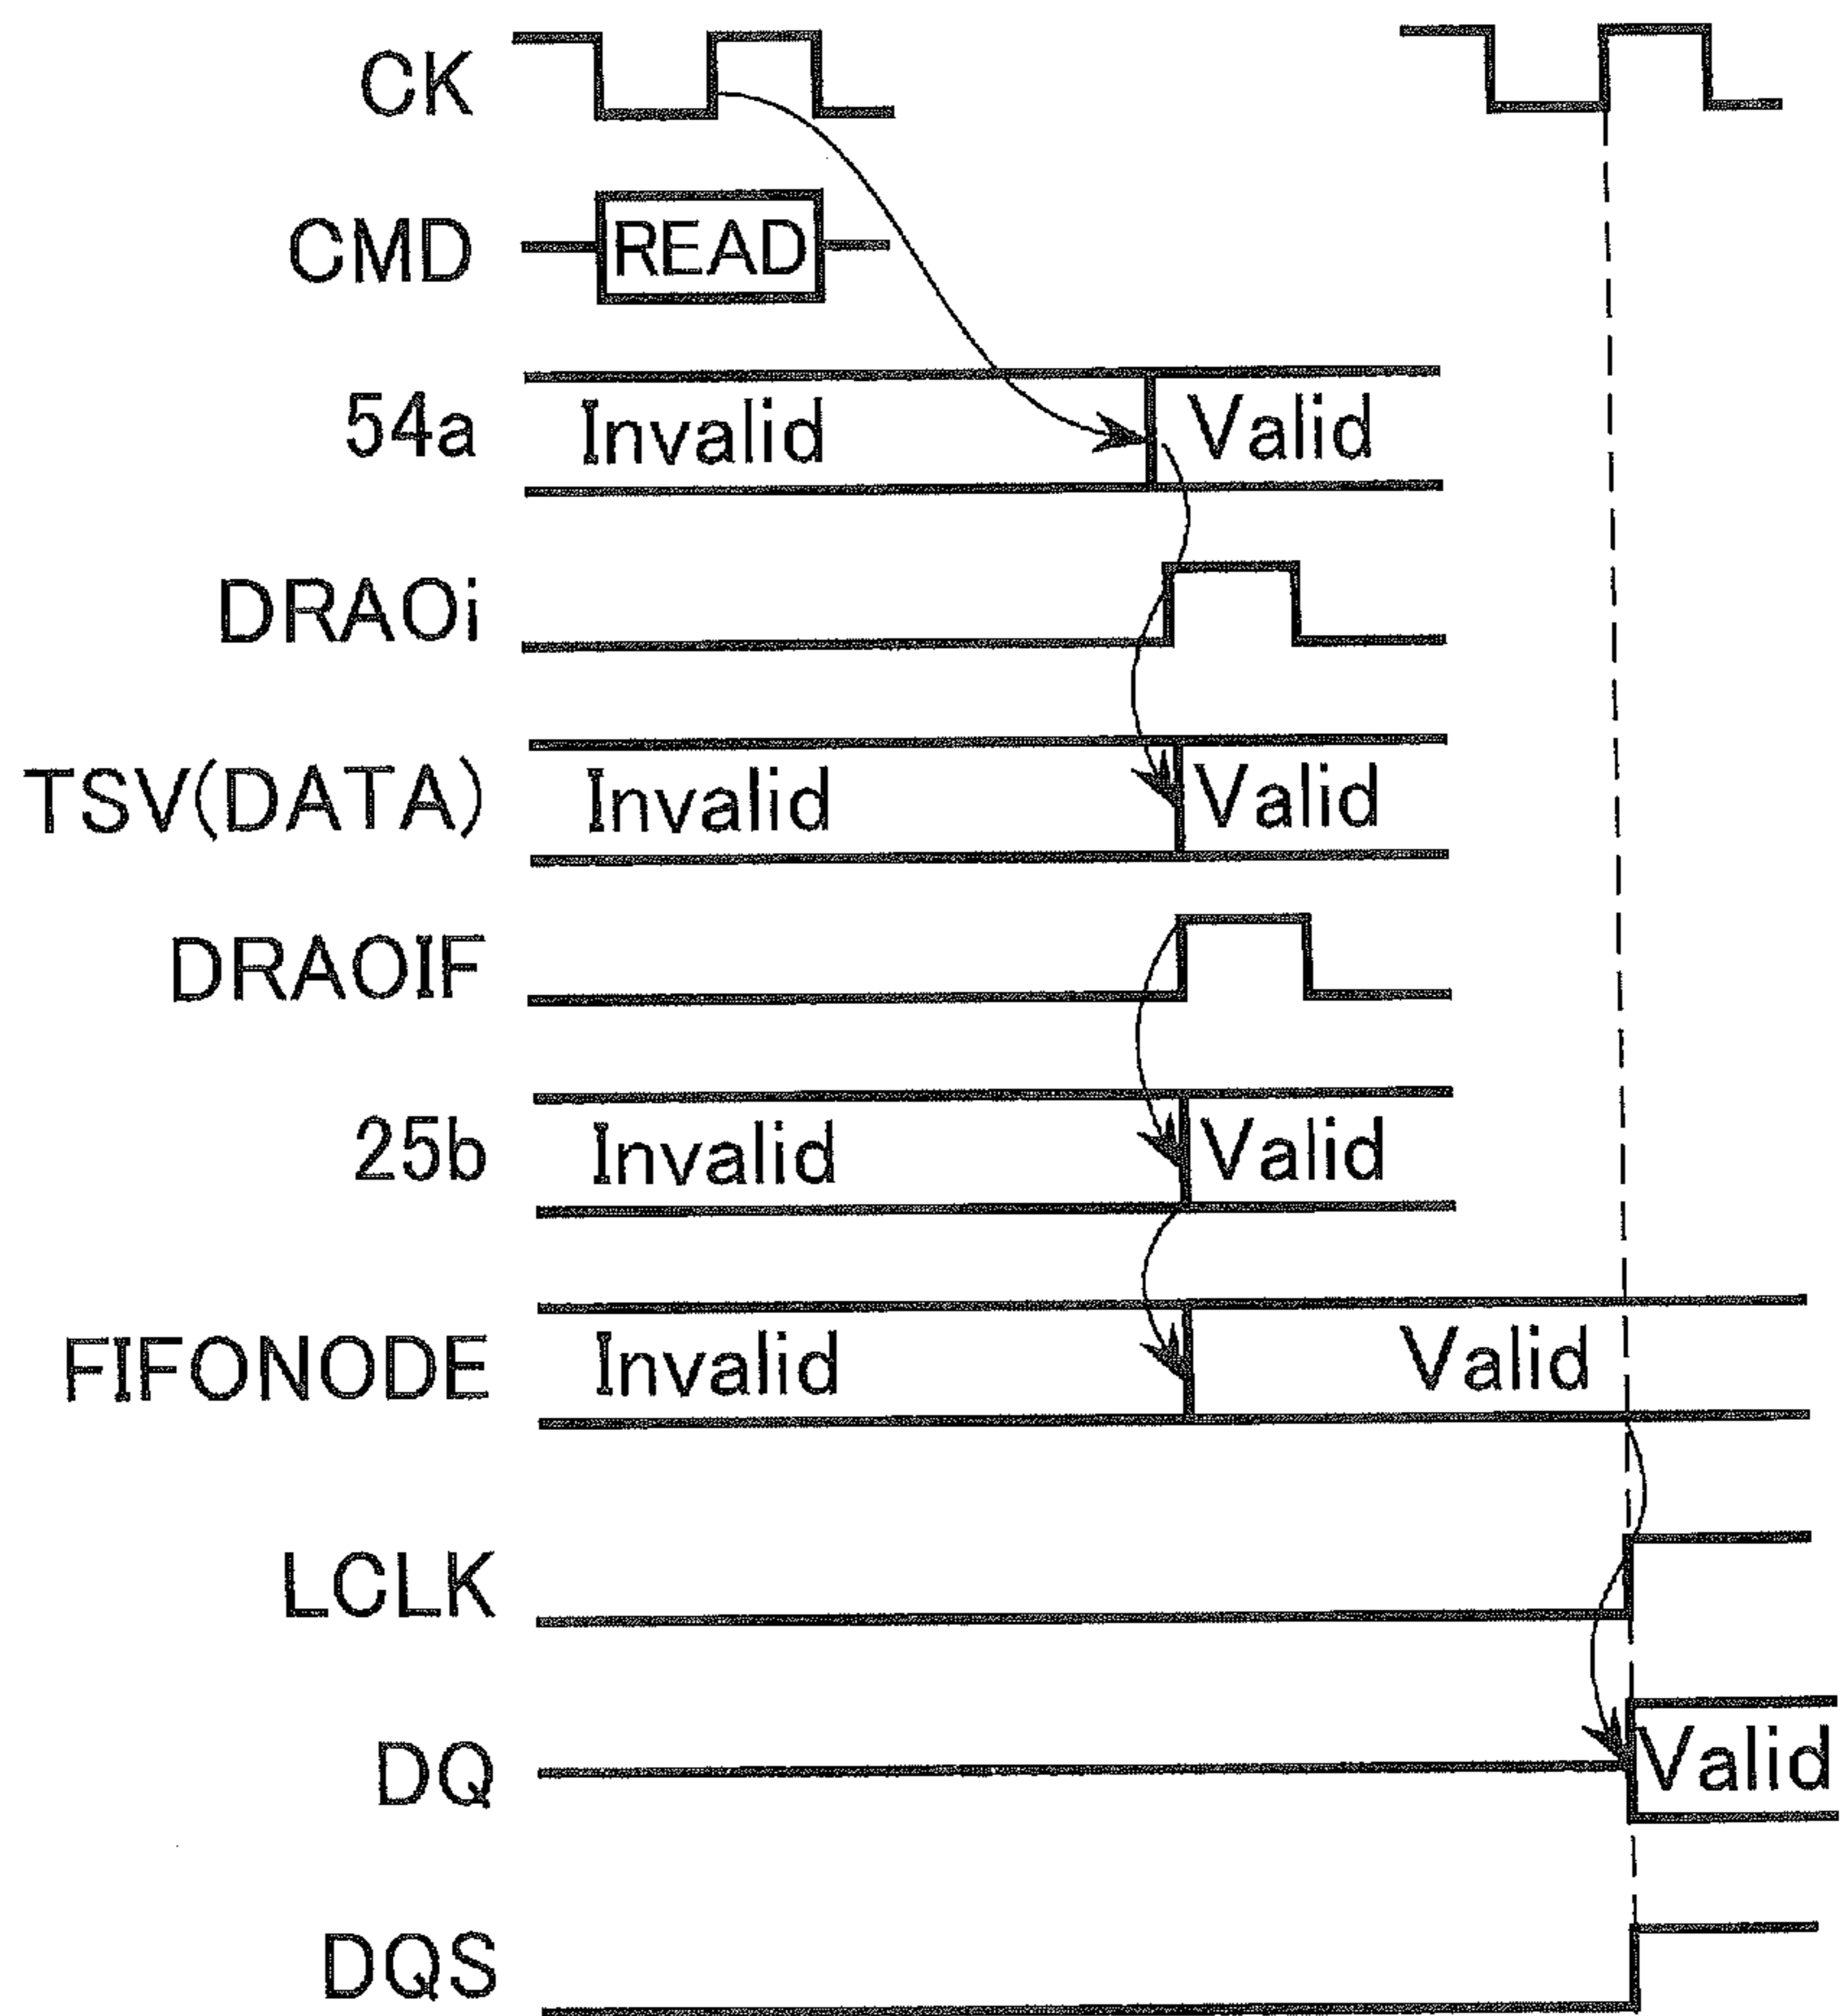 CK
CMD READ
54a Invalid Valid
DRAOi
TSV(DATA) Invalid Valid
DRAOIF
25b Invalid Valid
FIFONODE Invalid Valid
LCLK
DQ Valid
DQS